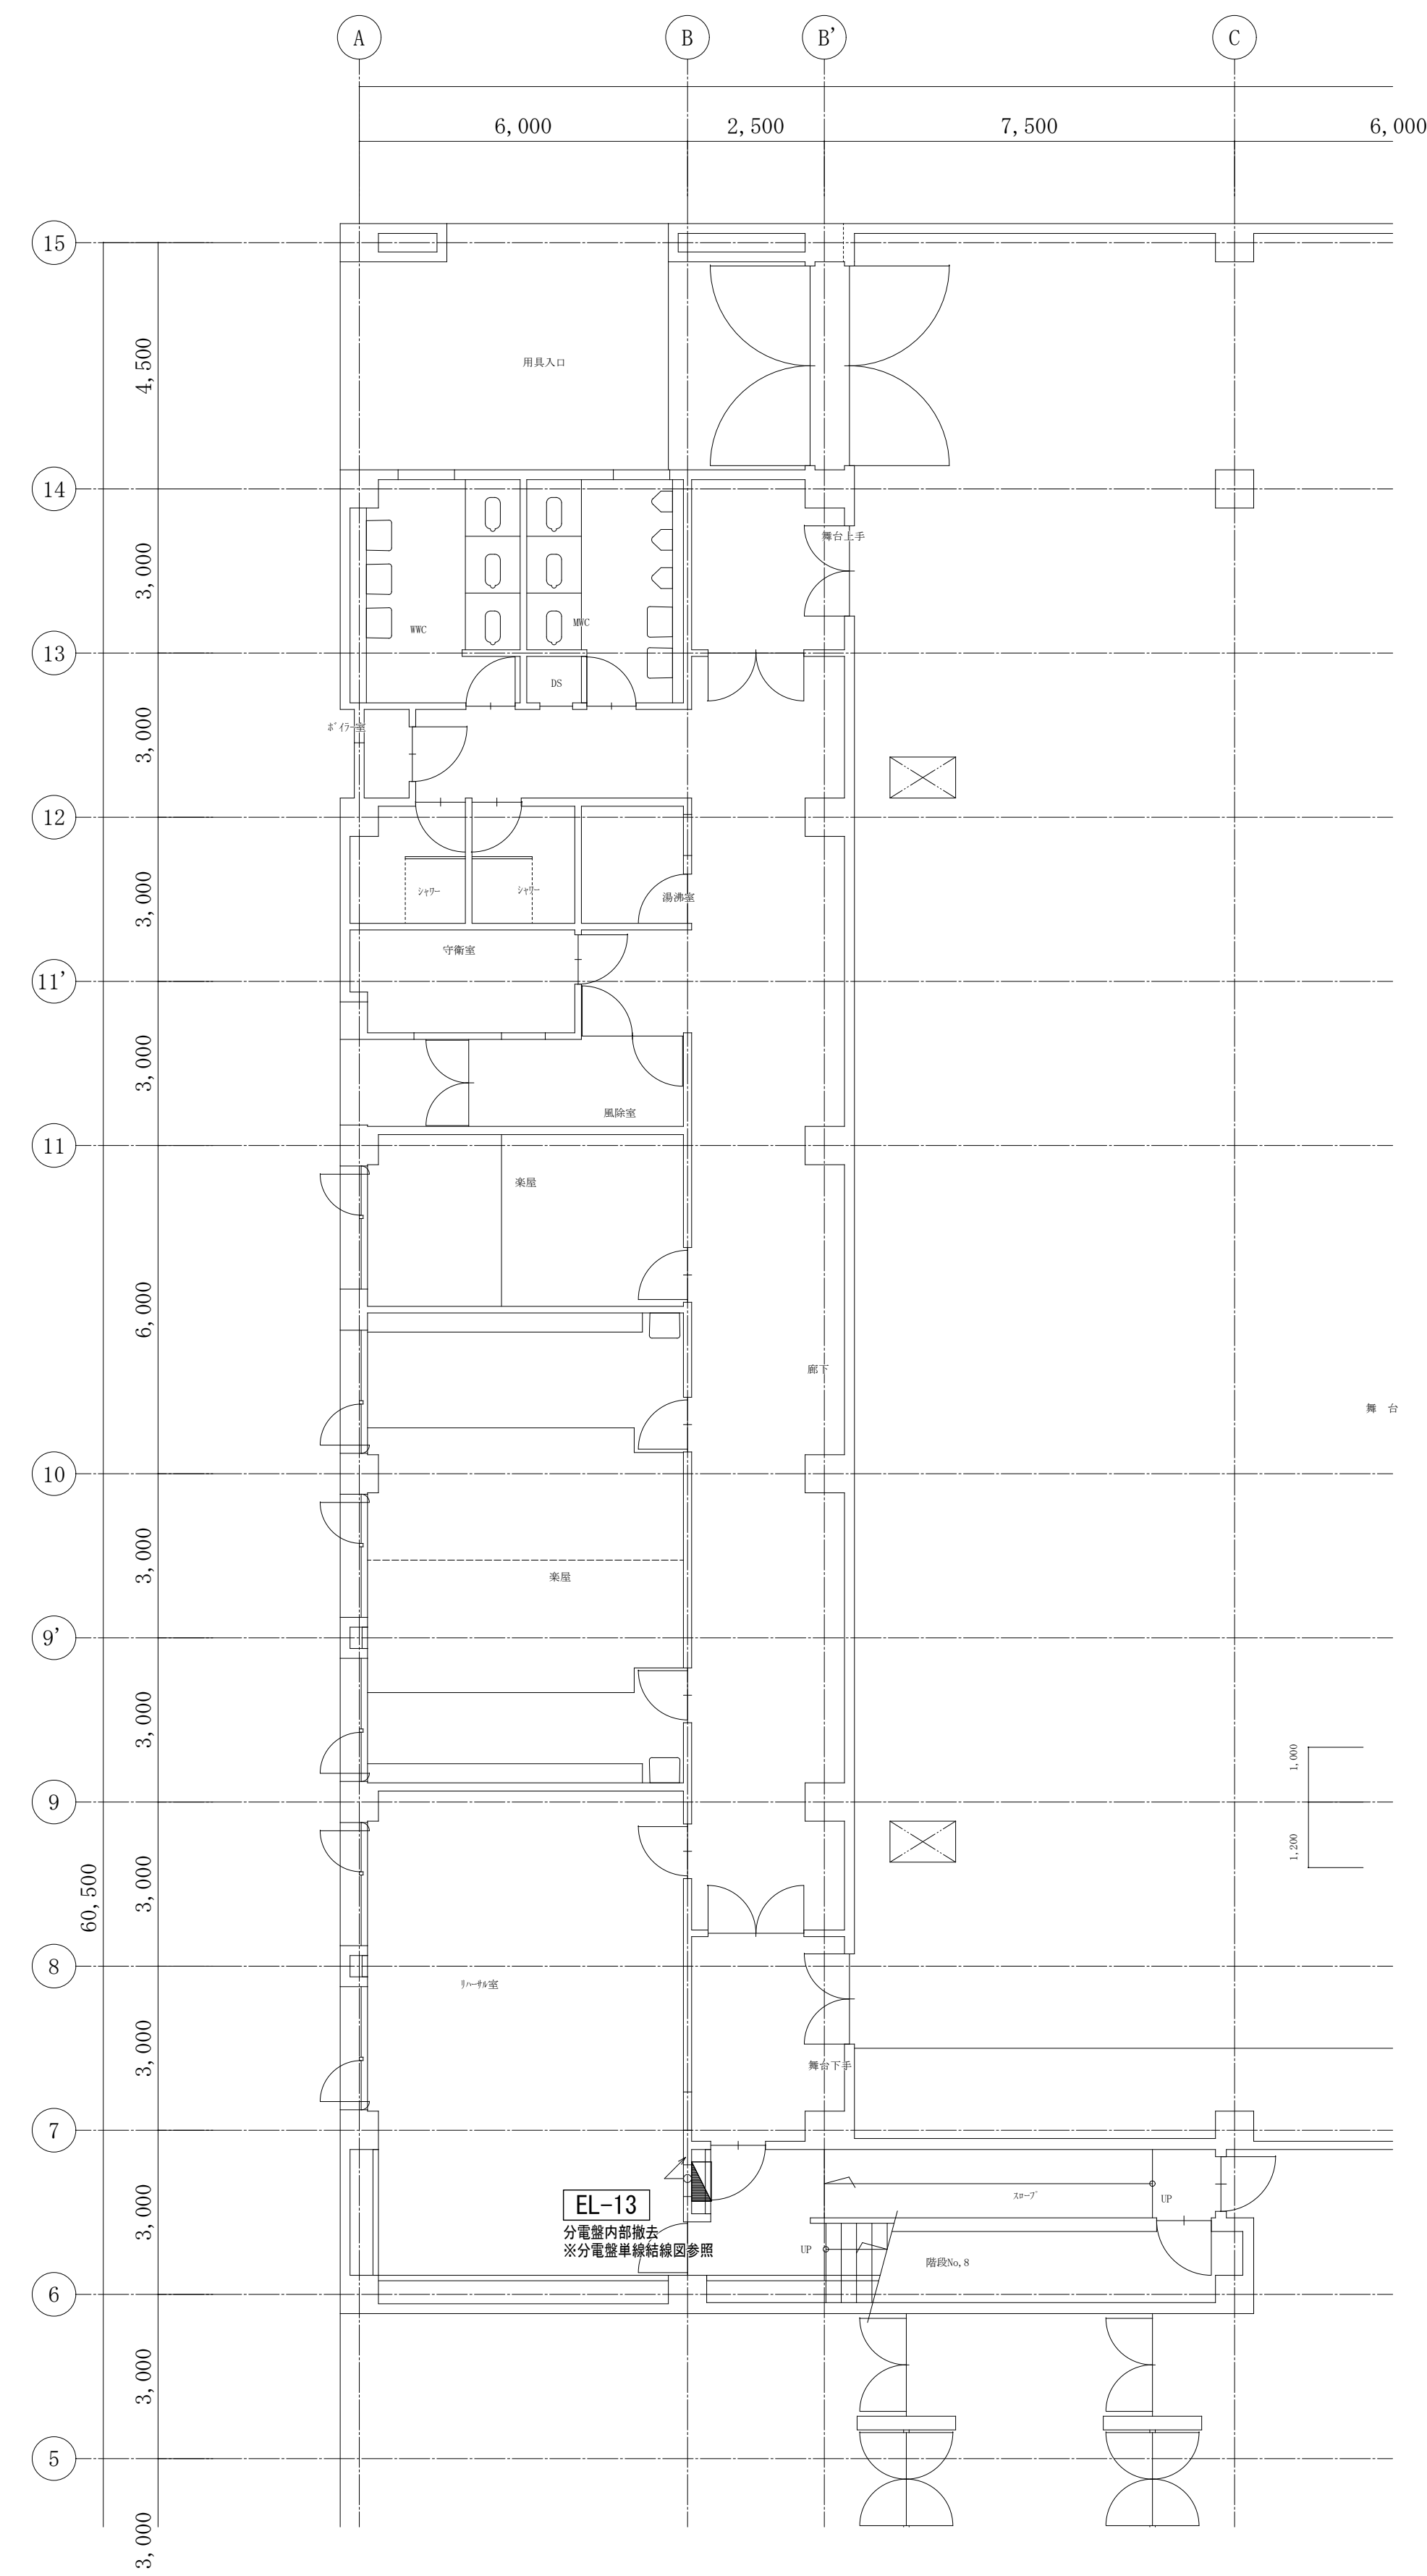 A
B
B'
C
6,000
2,500
7,500
6,000
15
4,500
用具入口
14
舞台上手
3,000
WWC
MWC
13
DS
ボイラー室
3,000
12
シャワー
シャワー
湯沸室
3,000
守衛室
11'
3,000
風除室
11
楽屋
6,000
廊下
舞 台
10
3,000
楽屋
9'
3,000
1,000
9
1,200
3,000
60,500
8
リハーサル室
3,000
舞台下手
7
スロープ
UP
EL-13
3,000
分電盤内部撤去
※分電盤単線結線図参照
UP
階段No,8
6
3,000
5
3,000